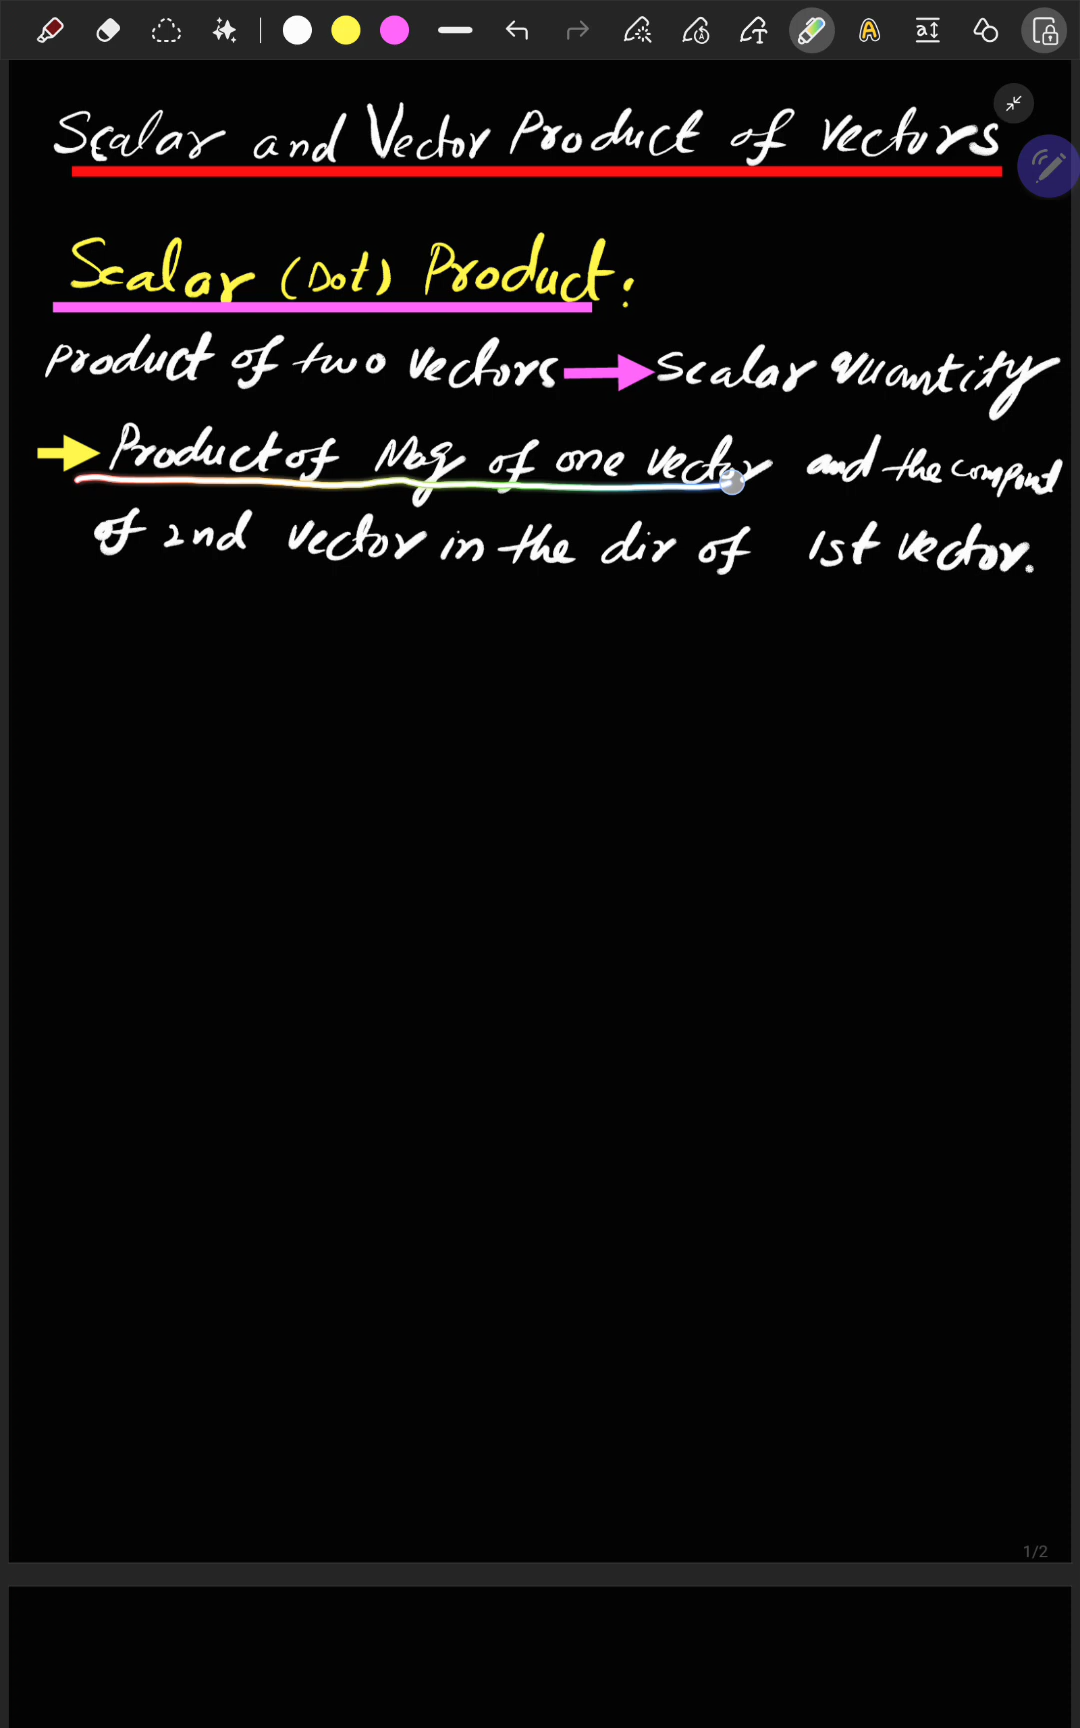 Scalar and Vector Product of Vectors
Scalar (Dot) Product:
Product of two vectors → Scalar quantity
→ Product of Mag of one vector and the compont
of 2nd vector in the dir of 1st vector.
1/2